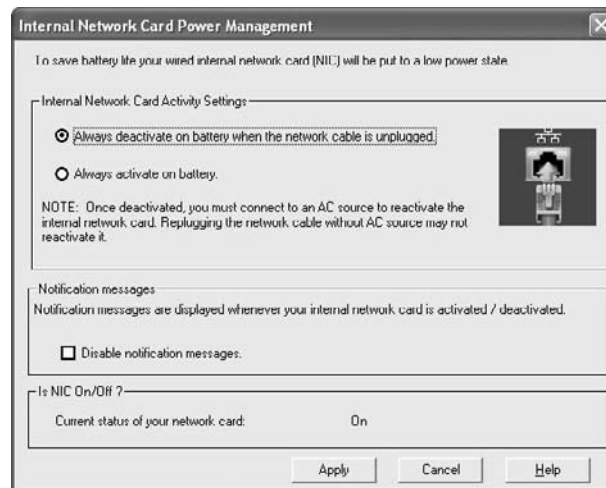 Internal Network Card Power Management
To save battery life your wired internal network card (NIC) will be put to a low power state.
Internal Network Card Activity Settings
Always deactivate on battery when the network cable is unplugged.
Always activate on battery.
NOTE: Once deactivated, you must connect to an AC source to reactivate the
internal network card. Replugging the network cable without AC source may not
reactivate it.
Notification messages
Notification messages are displayed whenever your internal network card is activated / deactivated.
Disable notification messages.
Is NIC On/Off ?
Current status of your network card: On
Apply Cancel Help